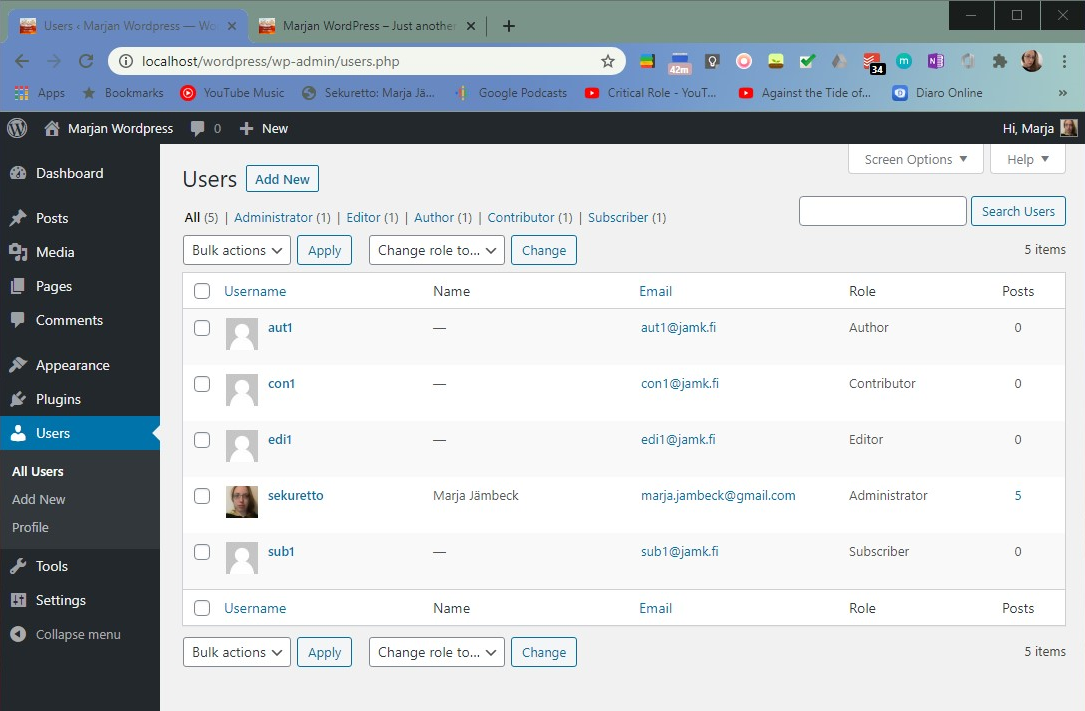 Users ‹ Marjan Wordpress — Wo
Marjan WordPress – Just another
localhost/wordpress/wp-admin/users.php
42m
34
m
N
Apps
Bookmarks
YouTube Music
Sekuretto: Marja Jä...
Google Podcasts
Critical Role - YouT...
Against the Tide of...
D
Diaro Online
»
Marjan Wordpress
0
New
Hi, Marja
Dashboard
Posts
Media
Pages
Comments
Appearance
Plugins
Users
All Users
Add New
Profile
Tools
Settings
Collapse menu
Screen Options
Help
Users
Add New
All (5) | Administrator (1) | Editor (1) | Author (1) | Contributor (1) | Subscriber (1)
Search Users
Bulk actions Apply Change role to... Change
5 items
Username Name Email Role Posts
aut1 — aut1@jamk.fi Author 0
con1 — con1@jamk.fi Contributor 0
edi1 — edi1@jamk.fi Editor 0
sekuretto Marja Jämbeck marja.jambeck@gmail.com Administrator 5
sub1 — sub1@jamk.fi Subscriber 0
Username Name Email Role Posts
Bulk actions Apply Change role to... Change
5 items